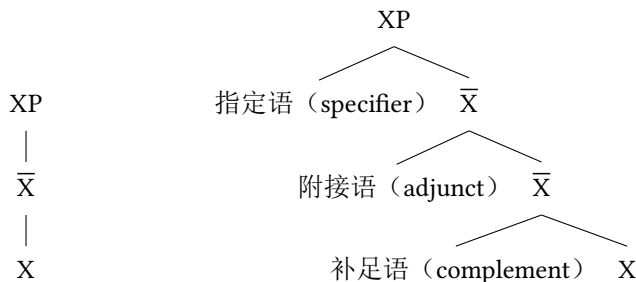 XP
X̅
X
XP
指定语（specifier） X̅
附接语（adjunct） X̅
补足语（complement） X